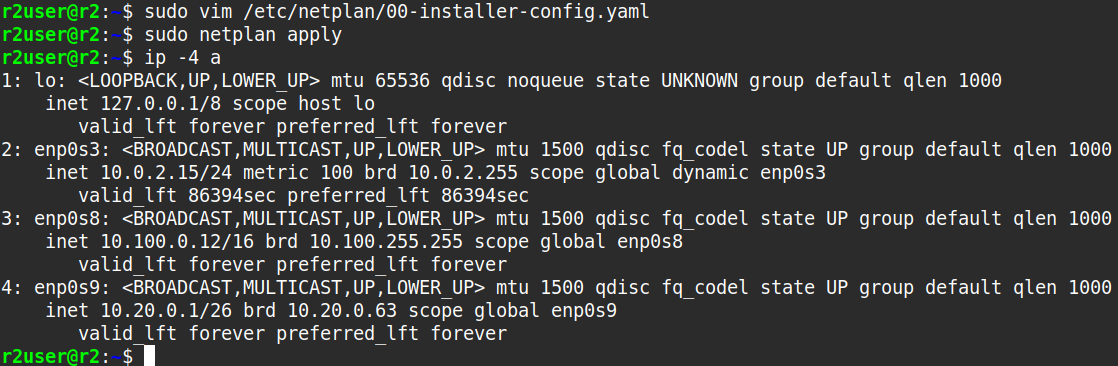 r2user@r2:~$ sudo vim /etc/netplan/00-installer-config.yaml
r2user@r2:~$ sudo netplan apply
r2user@r2:~$ ip -4 a
1: lo: <LOOPBACK,UP,LOWER_UP> mtu 65536 qdisc noqueue state UNKNOWN group default qlen 1000
    inet 127.0.0.1/8 scope host lo
       valid_lft forever preferred_lft forever
2: enp0s3: <BROADCAST,MULTICAST,UP,LOWER_UP> mtu 1500 qdisc fq_codel state UP group default qlen 1000
    inet 10.0.2.15/24 metric 100 brd 10.0.2.255 scope global dynamic enp0s3
       valid_lft 86394sec preferred_lft 86394sec
3: enp0s8: <BROADCAST,MULTICAST,UP,LOWER_UP> mtu 1500 qdisc fq_codel state UP group default qlen 1000
    inet 10.100.0.12/16 brd 10.100.255.255 scope global enp0s8
       valid_lft forever preferred_lft forever
4: enp0s9: <BROADCAST,MULTICAST,UP,LOWER_UP> mtu 1500 qdisc fq_codel state UP group default qlen 1000
    inet 10.20.0.1/26 brd 10.20.0.63 scope global enp0s9
       valid_lft forever preferred_lft forever
r2user@r2:~$